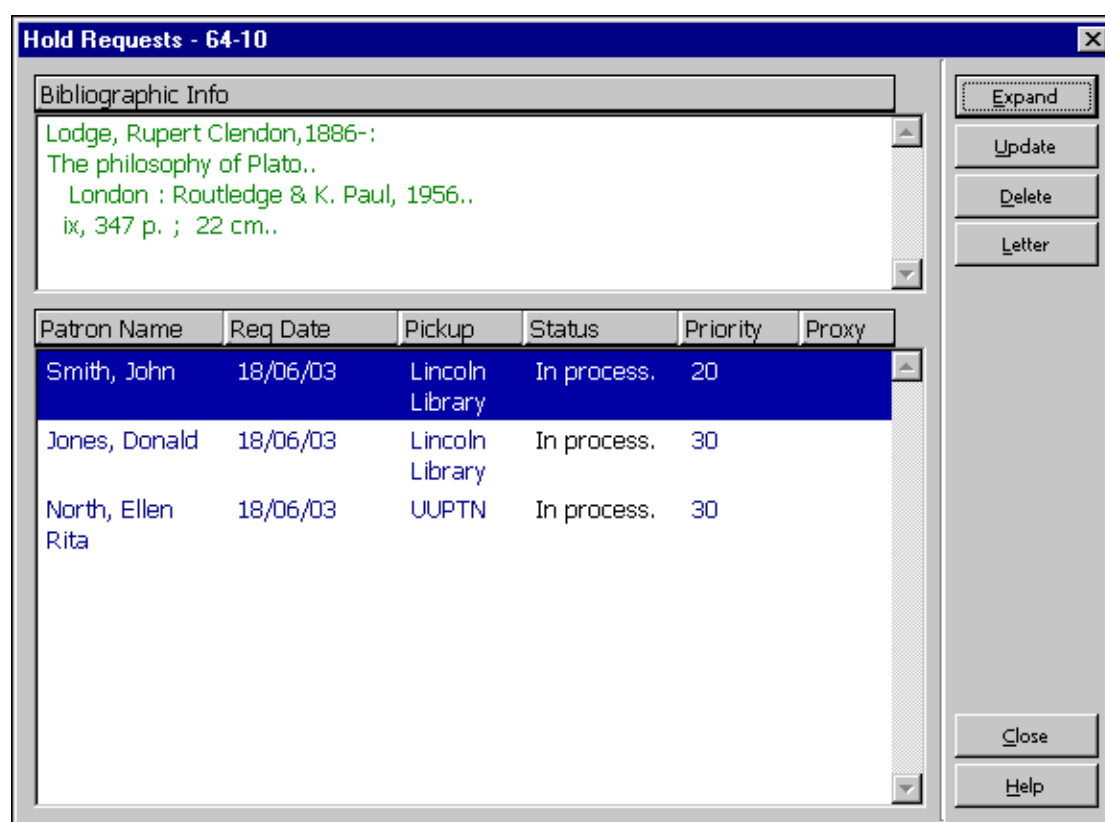 Hold Requests - 64-10
Bibliographic Info
Lodge, Rupert Clendon,1886-:
The philosophy of Plato..
London : Routledge & K. Paul, 1956..
ix, 347 p. ; 22 cm..
Expand
Update
Delete
Letter
Patron Name Req Date Pickup Status Priority Proxy
Smith, John 18/06/03 Lincoln In process. 20
Library
Jones, Donald 18/06/03 Lincoln In process. 30
Library
North, Ellen 18/06/03 UUPTN In process. 30
Rita
Close
Help